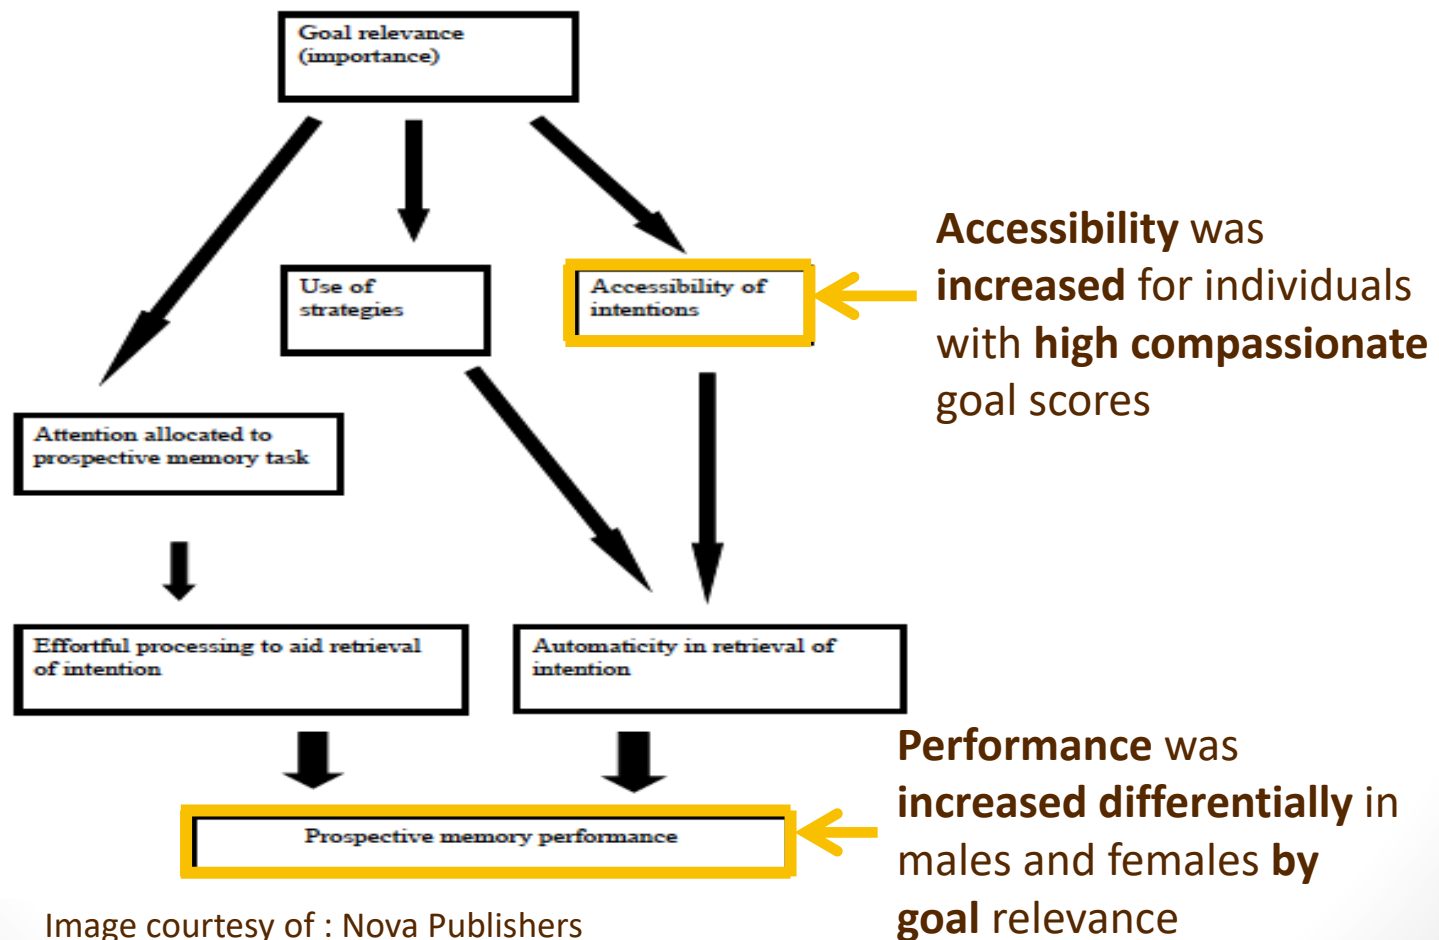 Goal relevance
(importance)
Use of
strategies
Accessibility of
intentions
Accessibility was
increased for individuals
with high compassionate
goal scores
Attention allocated to
prospective memory task
Effortful processing to aid retrieval
of intention
Automaticity in retrieval of
intention
Prospective memory performance
Performance was
increased differentially in
males and females by
goal relevance
Image courtesy of : Nova Publishers